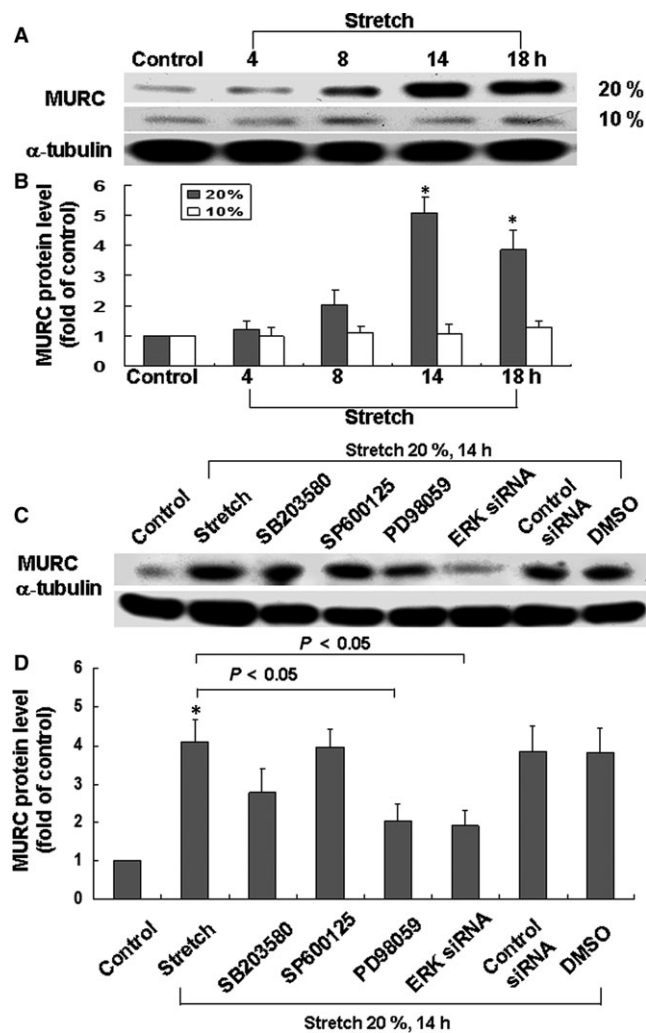 A
Stretch
Control 4 8 14 18 h
MURC 20 %
10 %
α-tubulin
B
MURC protein level
(fold of control)
6
5
4
3
2
1
0
20%
10%
*
*
Control 4 8 14 18 h
Stretch
Stretch 20 %, 14 h
C
Control
Stretch
SB203580
SP600125
PD98059
ERK siRNA
Control
siRNA
DMSO
MURC
α-tubulin
D
P < 0.05
P < 0.05
MURC protein level
(fold of control)
6
5
4
3
2
1
0
*
Control
Stretch
SB203580
SP600125
PD98059
ERK siRNA
Control
siRNA
DMSO
Stretch 20 %, 14 h